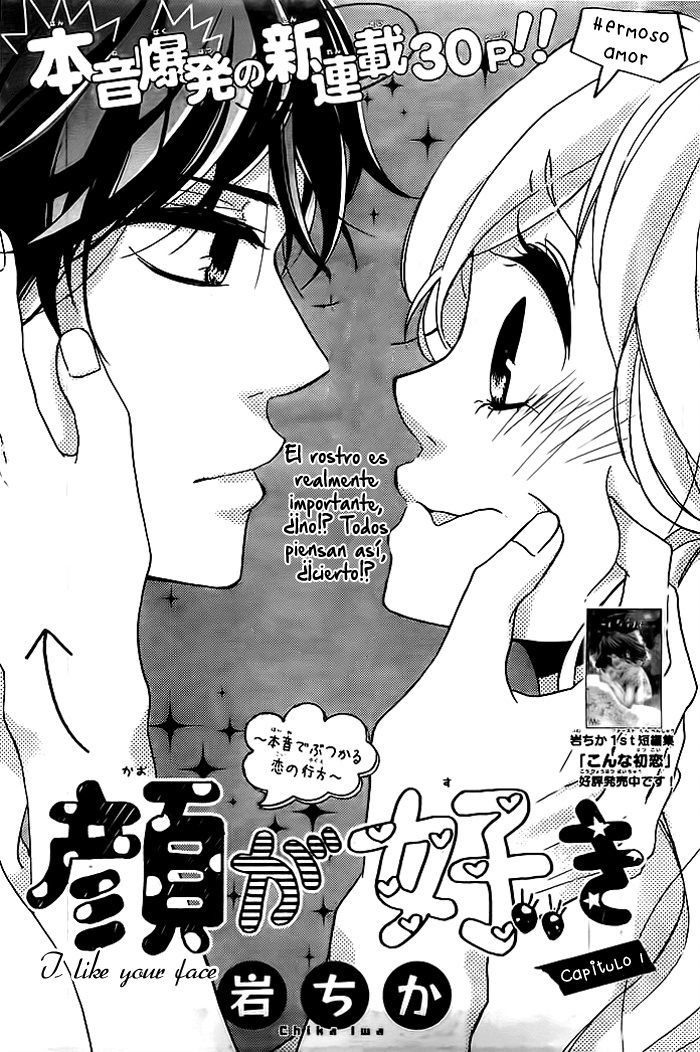 本音爆発の新連載30P!!
Hermoso
amor
El rostro es
realmente
importante,
¿¡no!? Todos
piensan así,
¿¡cierto!?
岩ちか1st短編集
「こんな初恋」
好評発売中です!
〜本音でぶつかる
恋の行方〜
顔が好き
I like your face
岩ちか
Chika Iwa
Capitulo 1